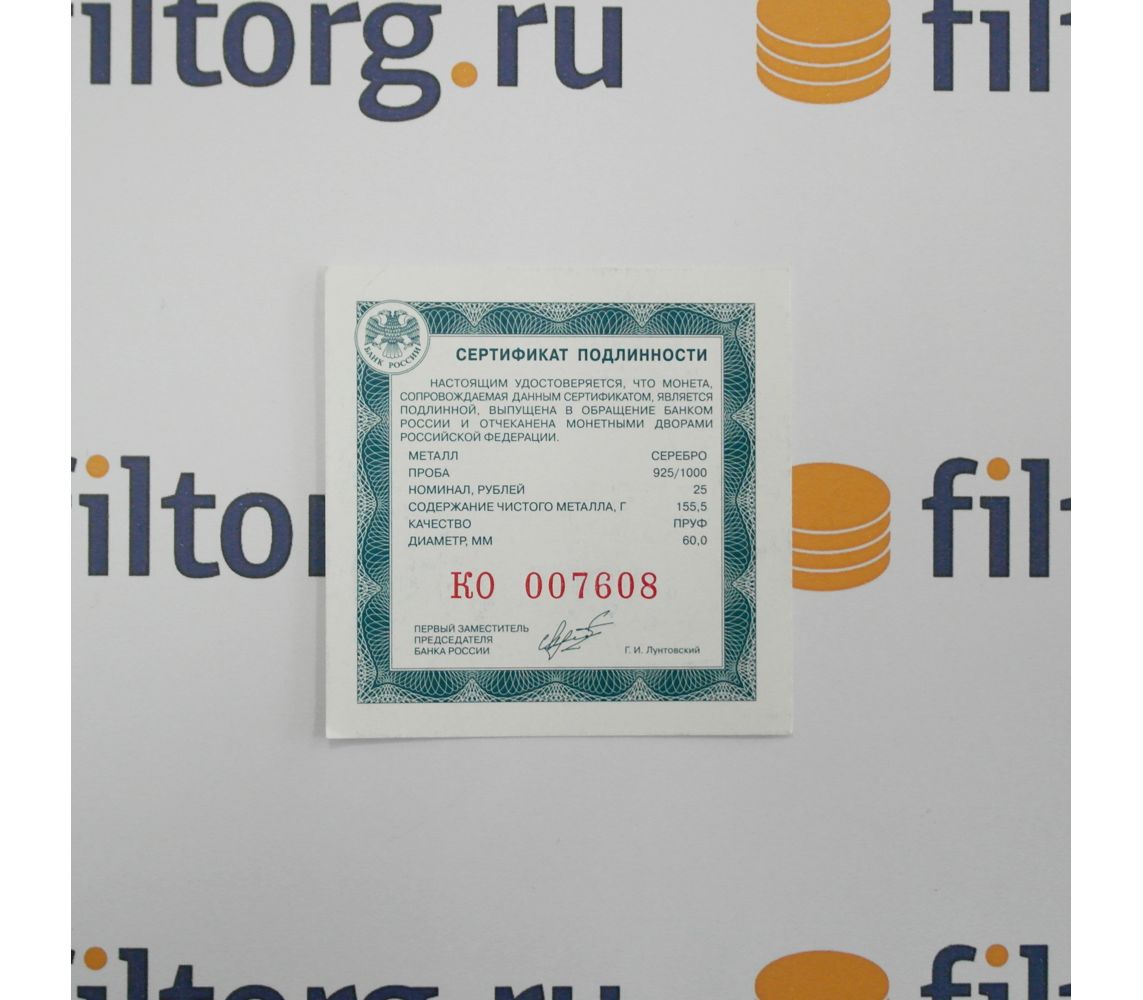 filtorg.ru
fil
СЕРТИФИКАТ ПОДЛИННОСТИ
БАНК РОССИИ
НАСТОЯЩИМ УДОСТОВЕРЯЕТСЯ, ЧТО МОНЕТА,
СОПРОВОЖДАЕМАЯ ДАННЫМ СЕРТИФИКАТОМ, ЯВЛЯЕТСЯ
ПОДЛИННОЙ, ВЫПУЩЕНА В ОБРАЩЕНИЕ БАНКОМ
РОССИИ И ОТЧЕКАНЕНА МОНЕТНЫМИ ДВОРАМИ
РОССИЙСКОЙ ФЕДЕРАЦИИ.
МЕТАЛЛ СЕРЕБРО
ПРОБА 925/1000
НОМИНАЛ, РУБЛЕЙ 25
СОДЕРЖАНИЕ ЧИСТОГО МЕТАЛЛА, Г 155,5
КАЧЕСТВО ПРУФ
ДИАМЕТР, ММ 60,0
filtor
fil
КО 007608
ПЕРВЫЙ ЗАМЕСТИТЕЛЬ
ПРЕДСЕДАТЕЛЯ
БАНКА РОССИИ
Г. И. Лунтовский
filtorg.ru
fil